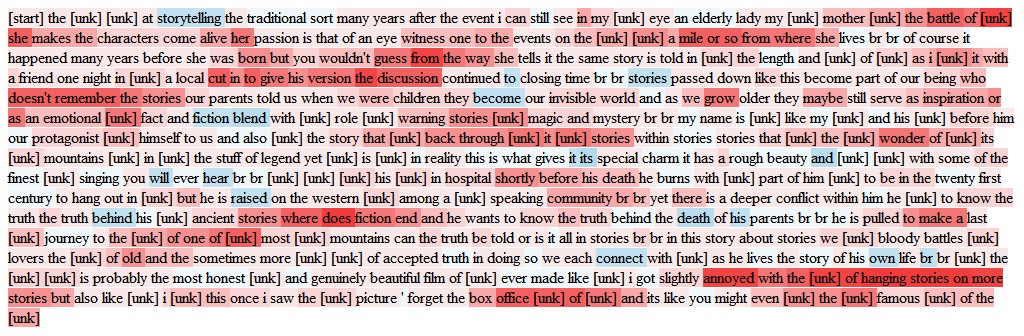 [start] the [unk] [unk] at storytelling the traditional sort many years after the event i can still see in my [unk] eye an elderly lady my [unk] mother [unk] the battle of [unk]
she makes the characters come alive her passion is that of an eye witness one to the events on the [unk] [unk] a mile or so from where she lives br br of course it
happened many years before she was born but you wouldn't guess from the way she tells it the same story is told in [unk] the length and [unk] of [unk] as i [unk] it with
a friend one night in [unk] a local cut in to give his version the discussion continued to closing time br br stories passed down like this become part of our being who
doesn't remember the stories our parents told us when we were children they become our invisible world and as we grow older they maybe still serve as inspiration or
as an emotional [unk] fact and fiction blend with [unk] role [unk] warning stories [unk] magic and mystery br br my name is [unk] like my [unk] and his [unk] before him
our protagonist [unk] himself to us and also [unk] the story that [unk] back through [unk] it [unk] stories within stories stories that [unk] the [unk] wonder of [unk] its
[unk] mountains [unk] in [unk] the stuff of legend yet [unk] is [unk] in reality this is what gives it its special charm it has a rough beauty and [unk] [unk] with some of the
finest [unk] singing you will ever hear br br [unk] [unk] [unk] his [unk] in hospital shortly before his death he burns with [unk] part of him [unk] to be in the twenty first
century to hang out in [unk] but he is raised on the western [unk] among a [unk] speaking community br br yet there is a deeper conflict within him he [unk] to know the
truth the truth behind his [unk] ancient stories where does fiction end and he wants to know the truth behind the death of his parents br br he is pulled to make a last
[unk] journey to the [unk] of one of [unk] most [unk] mountains can the truth be told or is it all in stories br br in this story about stories we [unk] bloody battles [unk]
lovers the [unk] of old and the sometimes more [unk] of accepted truth in doing so we each connect with [unk] as he lives the story of his own life br br [unk] the
[unk] [unk] is probably the most honest [unk] and genuinely beautiful film of [unk] ever made like [unk] i got slightly annoyed with the [unk] of hanging stories on more
stories but also like [unk] i [unk] this once i saw the [unk] picture ' forget the box office [unk] of [unk] and its like you might even [unk] the [unk] famous [unk] of the
[unk]